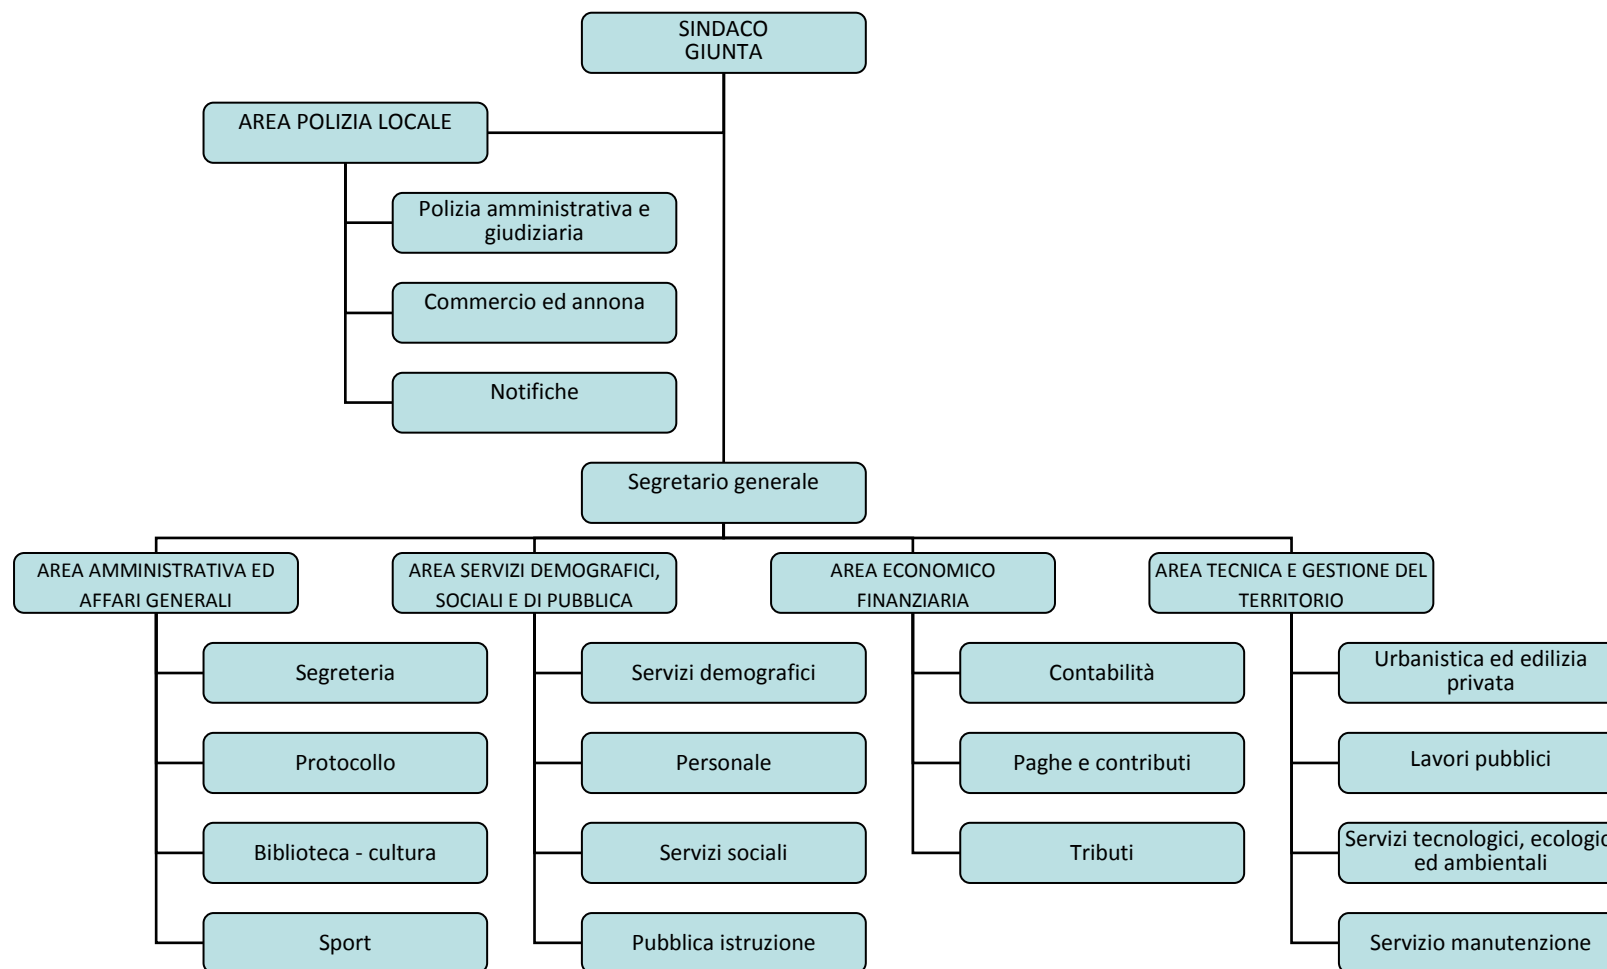 SINDACO
GIUNTA
AREA POLIZIA LOCALE
Polizia amministrativa e
giudiziaria
Commercio ed annona
Notifiche
Segretario generale
AREA AMMINISTRATIVA ED
AFFARI GENERALI
AREA SERVIZI DEMOGRAFICI,
SOCIALI E DI PUBBLICA
AREA ECONOMICO
FINANZIARIA
AREA TECNICA E GESTIONE DEL
TERRITORIO
Segreteria
Servizi demografici
Contabilità
Urbanistica ed edilizia
privata
Protocollo
Personale
Paghe e contributi
Lavori pubblici
Biblioteca - cultura
Servizi sociali
Tributi
Servizi tecnologici, ecologic
ed ambientali
Sport
Pubblica istruzione
Servizio manutenzione